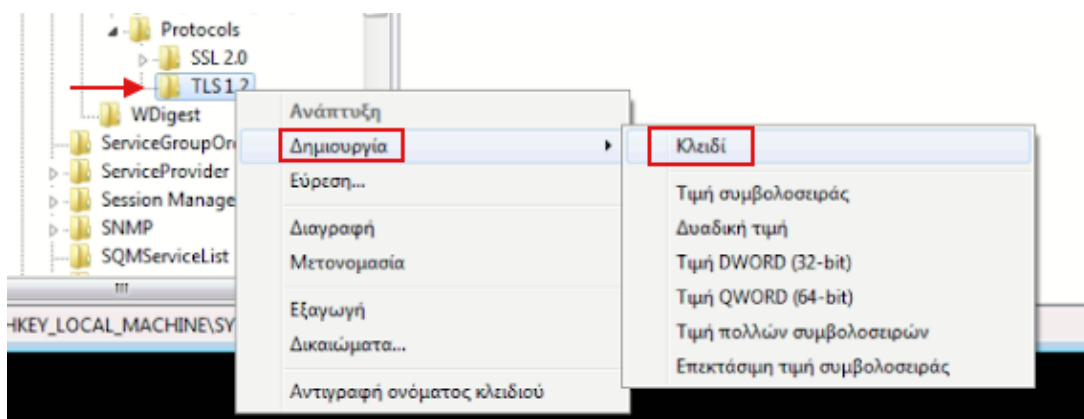 Protocols
SSL 2.0
TLS 1.2
WDigest
ServiceGroupOr
ServiceProvider
Session Manage
SNMP
SQMServiceList
HKEY_LOCAL_MACHINE\SY
Ανάπτυξη
Δημιουργία
Εύρεση...
Διαγραφή
Μετονομασία
Εξαγωγή
Δικαιώματα...
Αντιγραφή ονόματος κλειδιού
Κλειδί
Τιμή συμβολοσειράς
Δυαδική τιμή
Τιμή DWORD (32-bit)
Τιμή QWORD (64-bit)
Τιμή πολλών συμβολοσειρών
Επεκτάσιμη τιμή συμβολοσειράς